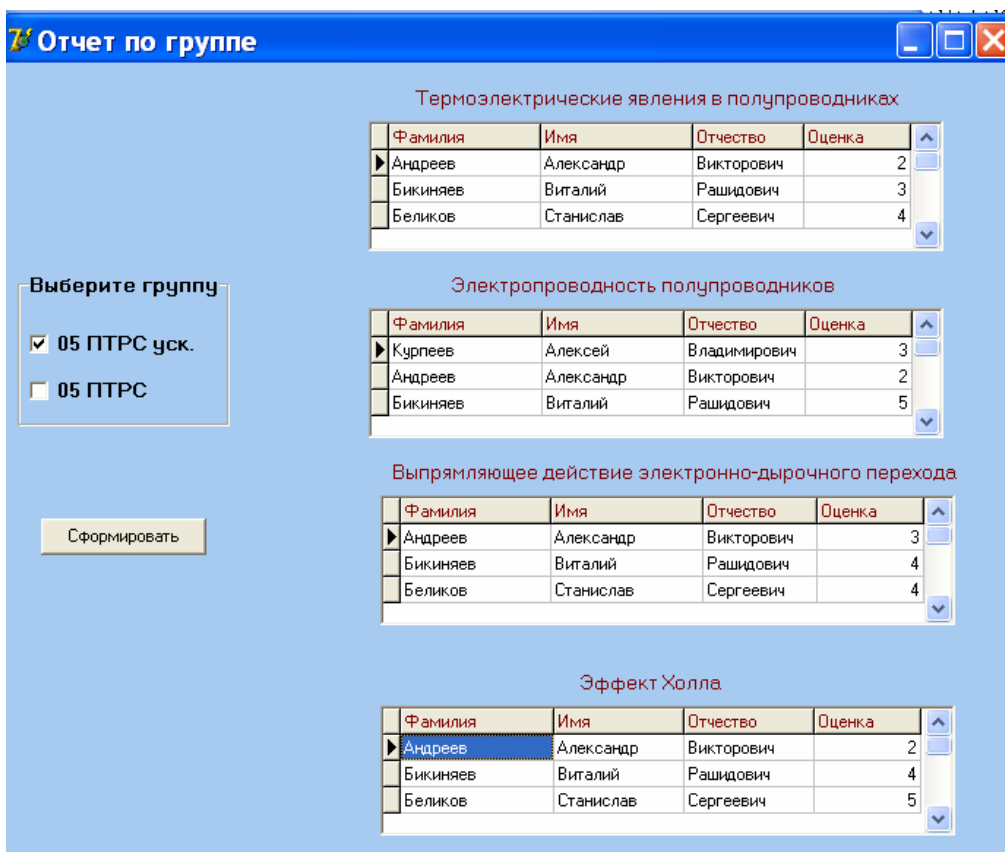 Отчет по группе
Термоэлектрические явления в полупроводниках
Фамилия Имя Отчество Оценка
Андреев Александр Викторович 2
Бикиняев Виталий Рашидович 3
Беликов Станислав Сергеевич 4
Выберите группу
05 ПТРС уск.
05 ПТРС
Электропроводность полупроводников
Фамилия Имя Отчество Оценка
Курпеев Алексей Владимирович 3
Андреев Александр Викторович 2
Бикиняев Виталий Рашидович 5
Сформировать
Выпрямляющее действие электронно-дырочного перехода
Фамилия Имя Отчество Оценка
Андреев Александр Викторович 3
Бикиняев Виталий Рашидович 4
Беликов Станислав Сергеевич 4
Эффект Холла
Фамилия Имя Отчество Оценка
Андреев Александр Викторович 2
Бикиняев Виталий Рашидович 4
Беликов Станислав Сергеевич 5